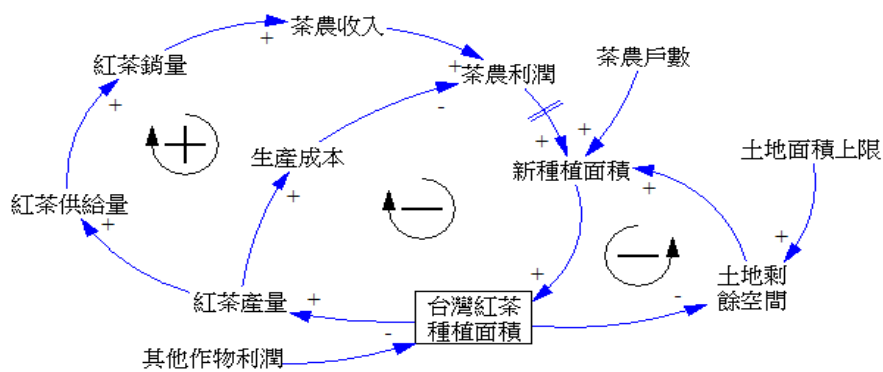 茶農收入
+
紅茶銷量
+
茶農利潤
茶農戶數
+
-
生產成本
+
+
新種植面積
土地面積上限
+
紅茶供給量
+
+
+
紅茶產量
+
台灣紅茶
種植面積
+
-
土地剩
餘空間
-
其他作物利潤